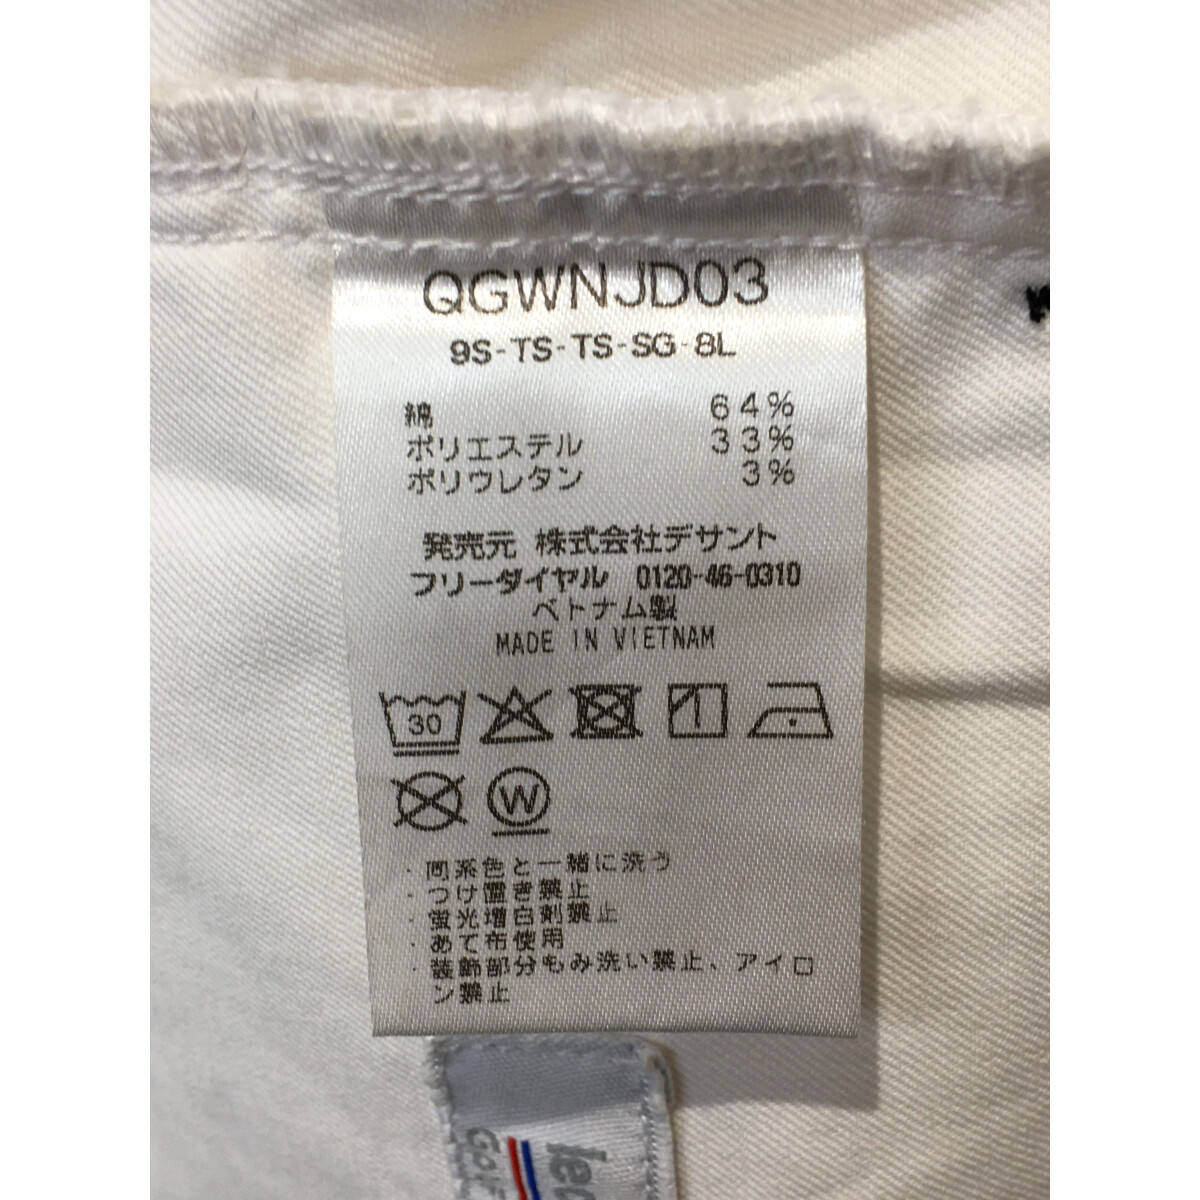 QGWNJD03
9S-TS-TS-SG-8L
綿 64%
ポリエステル 33%
ポリウレタン 3%
発売元 株式会社デサント
フリーダイヤル 0120-46-0310
ベトナム製
MADE IN VIETNAM
30
W
・同系色と一緒に洗う
・つけ置き禁止
・蛍光増白剤禁止
・あて布使用
・装飾部分もみ洗い禁止、アイロ
ン禁止